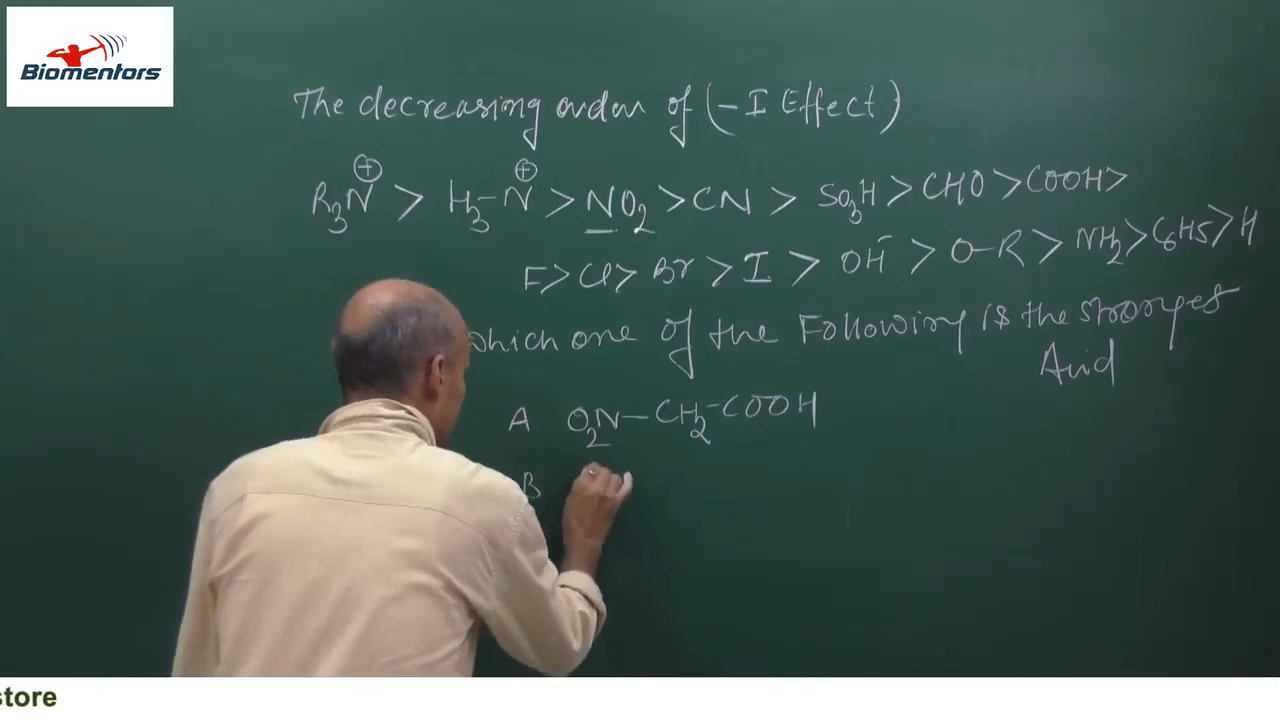 Biomentors
The decreasing order of (-I Effect)
R3N⊕ > H3-N⊕ > NO2 > CN > SO3H > CHO > COOH >
F > Cl > Br > I > OH > O-R > NH2 > C6H5 > H
which one of the Following is the strongest
Acid
A O2N-CH2-COOH
B
store